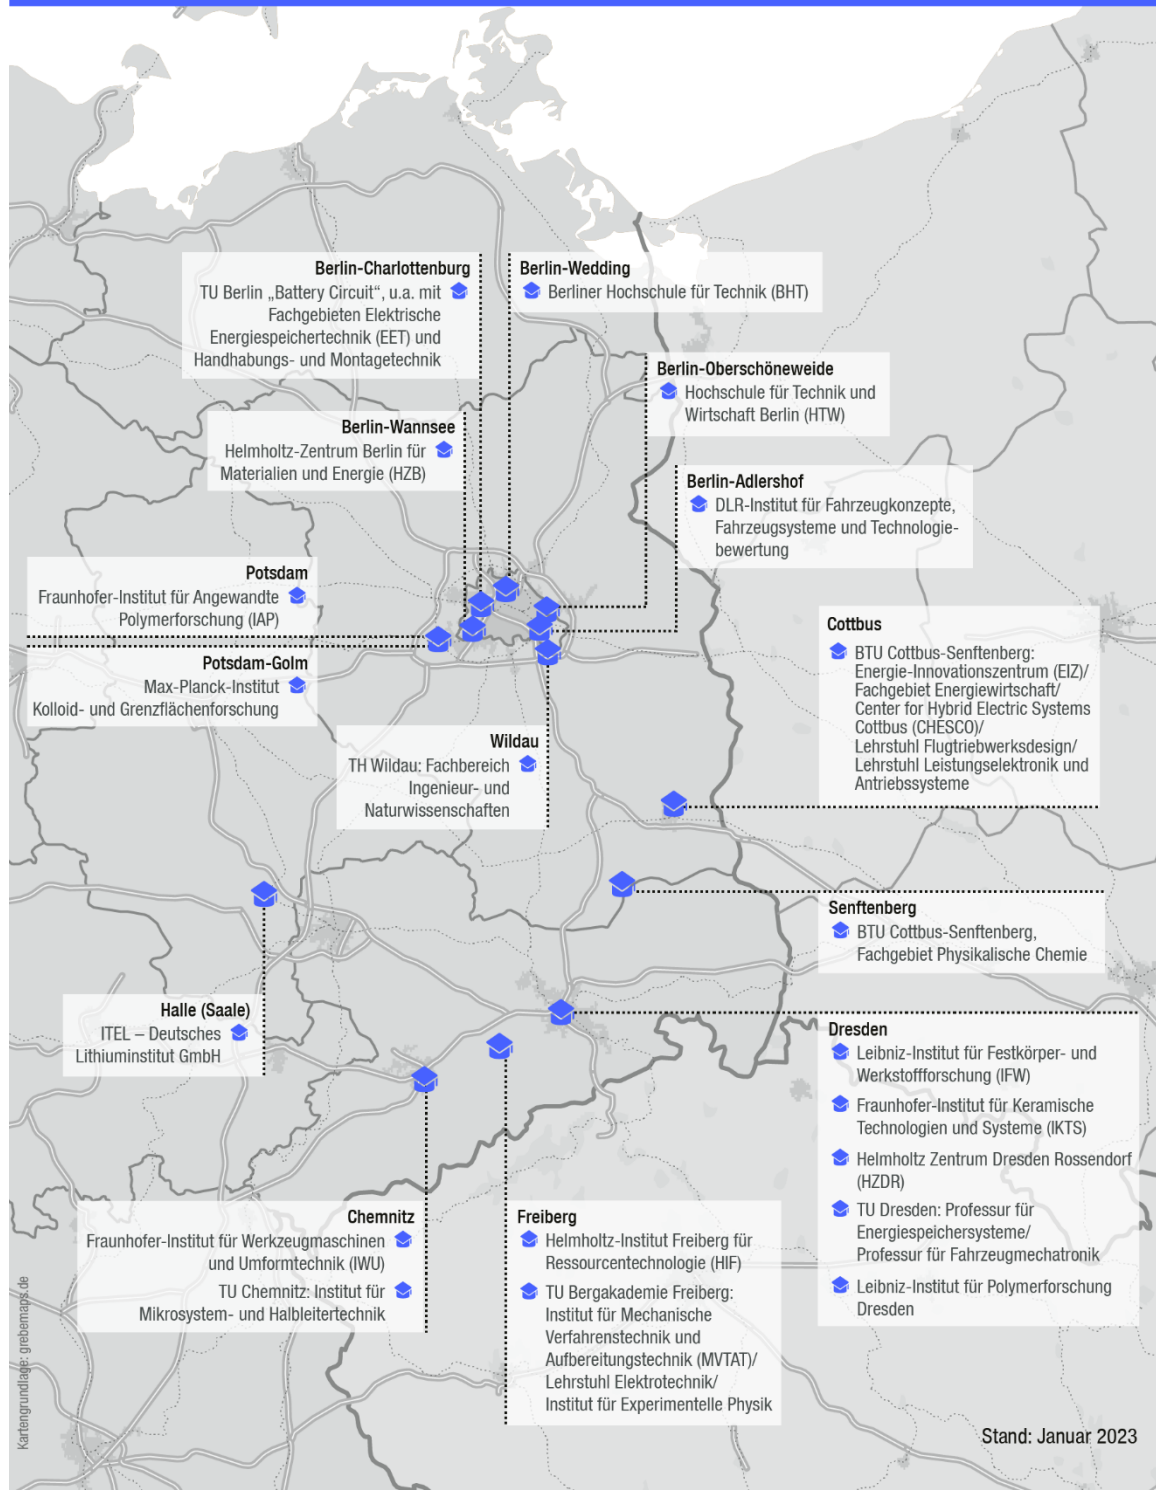 Berlin-Charlottenburg
TU Berlin „Battery Circuit“, u.a. mit
Fachgebieten Elektrische
Energiespeichertechnik (EET) und
Handhabungs- und Montagetechnik
Berlin-Wedding
Berliner Hochschule für Technik (BHT)
Berlin-Oberschöneweide
Hochschule für Technik und
Wirtschaft Berlin (HTW)
Berlin-Wannsee
Helmholtz-Zentrum Berlin für
Materialien und Energie (HZB)
Berlin-Adlershof
DLR-Institut für Fahrzeugkonzepte,
Fahrzeugsysteme und Technologie-
bewertung
Potsdam
Fraunhofer-Institut für Angewandte
Polymerforschung (IAP)
Potsdam-Golm
Max-Planck-Institut
Kolloid- und Grenzflächenforschung
Cottbus
BTU Cottbus-Senftenberg:
Energie-Innovationszentrum (EIZ)/
Fachgebiet Energiewirtschaft/
Center for Hybrid Electric Systems
Cottbus (CHESCO)/
Lehrstuhl Flugtriebwerksdesign/
Lehrstuhl Leistungselektronik und
Antriebssysteme
Wildau
TH Wildau: Fachbereich
Ingenieur- und
Naturwissenschaften
Senftenberg
BTU Cottbus-Senftenberg,
Fachgebiet Physikalische Chemie
Halle (Saale)
ITEL – Deutsches
Lithiuminstitut GmbH
Dresden
Leibniz-Institut für Festkörper- und
Werkstoffforschung (IFW)
Fraunhofer-Institut für Keramische
Technologien und Systeme (IKTS)
Helmholtz Zentrum Dresden Rossendorf
(HZDR)
TU Dresden: Professur für
Energiespeichersysteme/
Professur für Fahrzeugmechatronik
Leibniz-Institut für Polymerforschung
Dresden
Chemnitz
Fraunhofer-Institut für Werkzeugmaschinen
und Umformtechnik (IWU)
TU Chemnitz: Institut für
Mikrosystem- und Halbleitertechnik
Freiberg
Helmholtz-Institut Freiberg für
Ressourcentechnologie (HIF)
TU Bergakademie Freiberg:
Institut für Mechanische
Verfahrenstechnik und
Aufbereitungstechnik (MVTAT)/
Lehrstuhl Elektrotechnik/
Institut für Experimentelle Physik
Kartengrundlage: grebemaps.de
Stand: Januar 2023